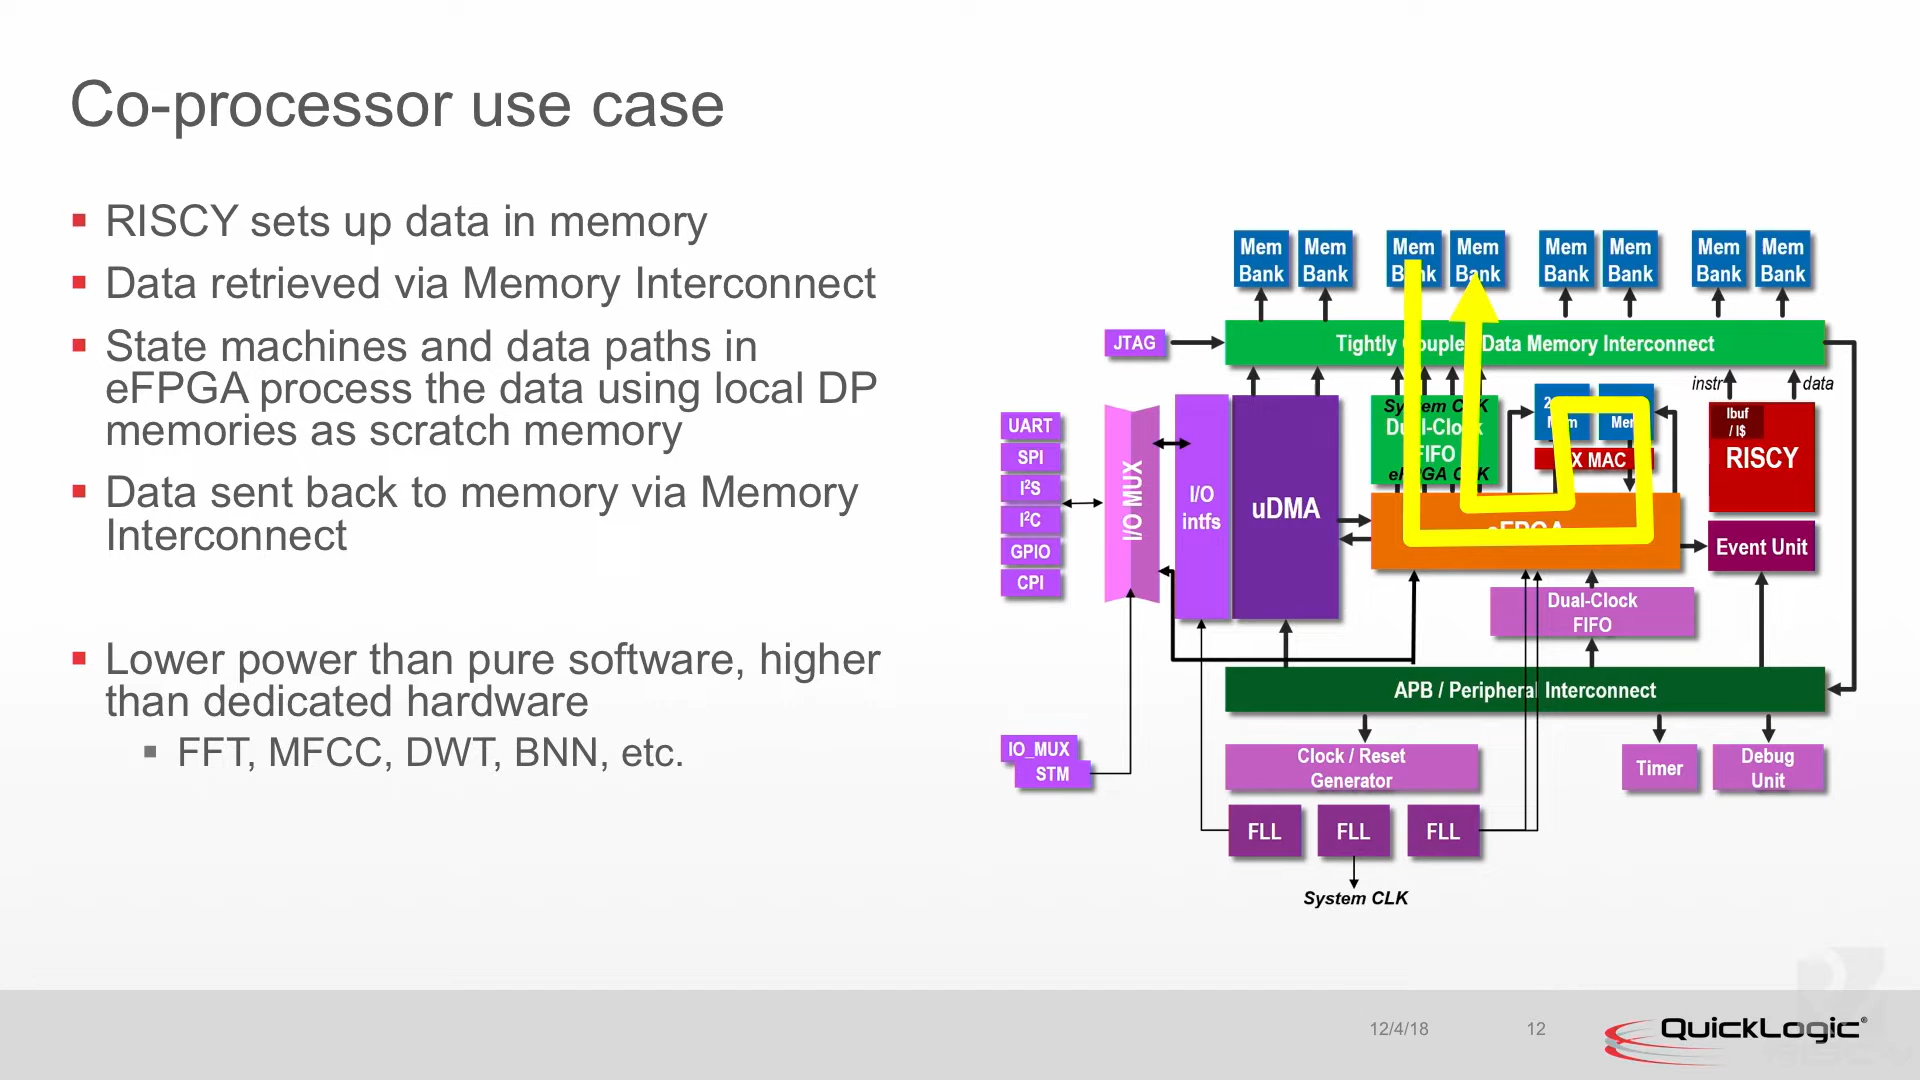 Co-processor use case
▪ RISCY sets up data in memory
▪ Data retrieved via Memory Interconnect
▪ State machines and data paths in
eFPGA process the data using local DP
memories as scratch memory
▪ Data sent back to memory via Memory
Interconnect
▪ Lower power than pure software, higher
than dedicated hardware
▪ FFT, MFCC, DWT, BNN, etc.
Mem Bank
Mem Bank
Mem
Mem Bank
Mem Bank
Mem Bank
Mem Bank
Mem Bank
JTAG
Tightly Data Memory Interconnect
instr
data
UART
SPI
I²S
I²C
GPIO
CPI
I/O MUX
I/O
intfs
uDMA
System CLK
FIFO
MAC
Ibuf
/ I$
RISCY
Event Unit
Dual-Clock
FIFO
APB / Peripheral Interconnect
IO_MUX
STM
Clock / Reset
Generator
Timer
Debug
Unit
FLL
FLL
FLL
System CLK
12/4/18
12
QuickLogic®